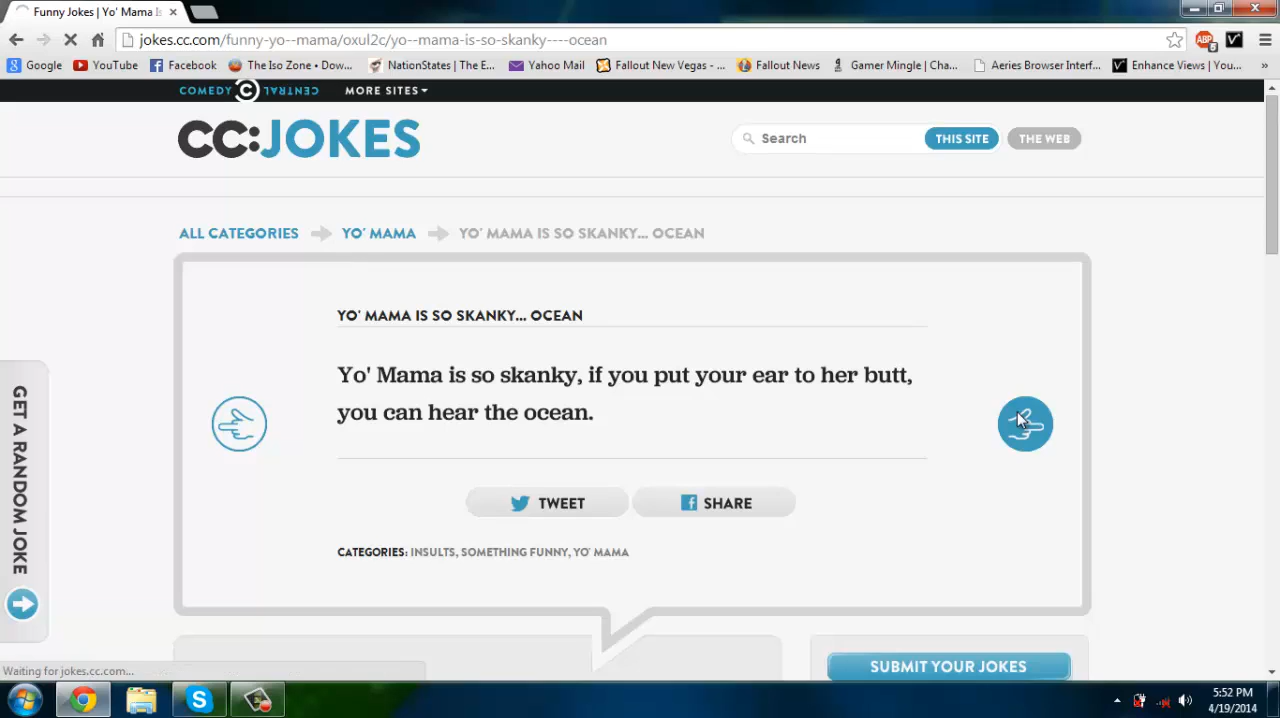 Funny Jokes | Yo' Mama Is
jokes.cc.com/funny-yo--mama/oxul2c/yo--mama-is-so-skanky----ocean
ABP 5
Google YouTube Facebook The Iso Zone • Dow... NationStates | The E... Yahoo Mail Fallout New Vegas - ... Fallout News Gamer Mingle | Cha... Aeries Browser Interf... Enhance Views | You... »
COMEDY C CENTRAL MORE SITES
CC:JOKES
Search THIS SITE THE WEB
ALL CATEGORIES YO' MAMA YO' MAMA IS SO SKANKY... OCEAN
YO' MAMA IS SO SKANKY... OCEAN
Yo' Mama is so skanky, if you put your ear to her butt,
you can hear the ocean.
GET A RANDOM JOKE
TWEET SHARE
CATEGORIES: INSULTS, SOMETHING FUNNY, YO' MAMA
SUBMIT YOUR JOKES
Waiting for jokes.cc.com...
5:52 PM
4/19/2014